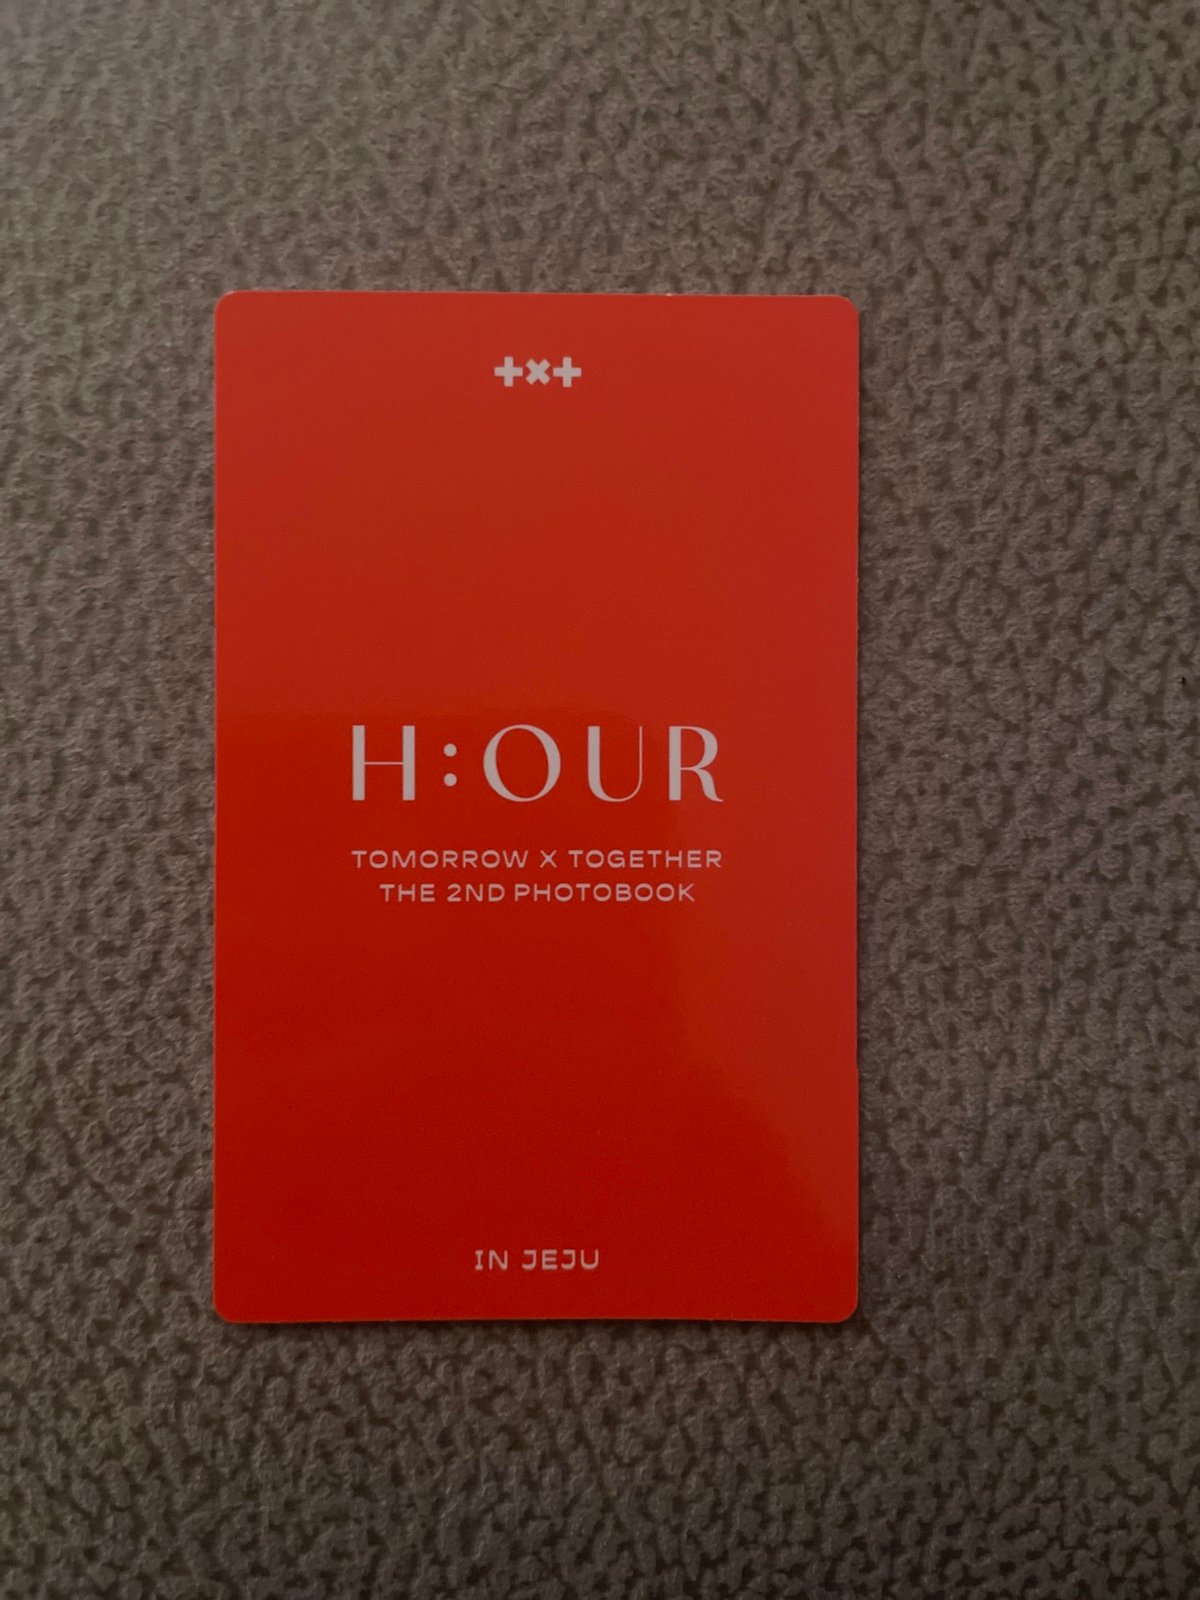 +x+
H:OUR
TOMORROW X TOGETHER
THE 2ND PHOTOBOOK
IN JEJU